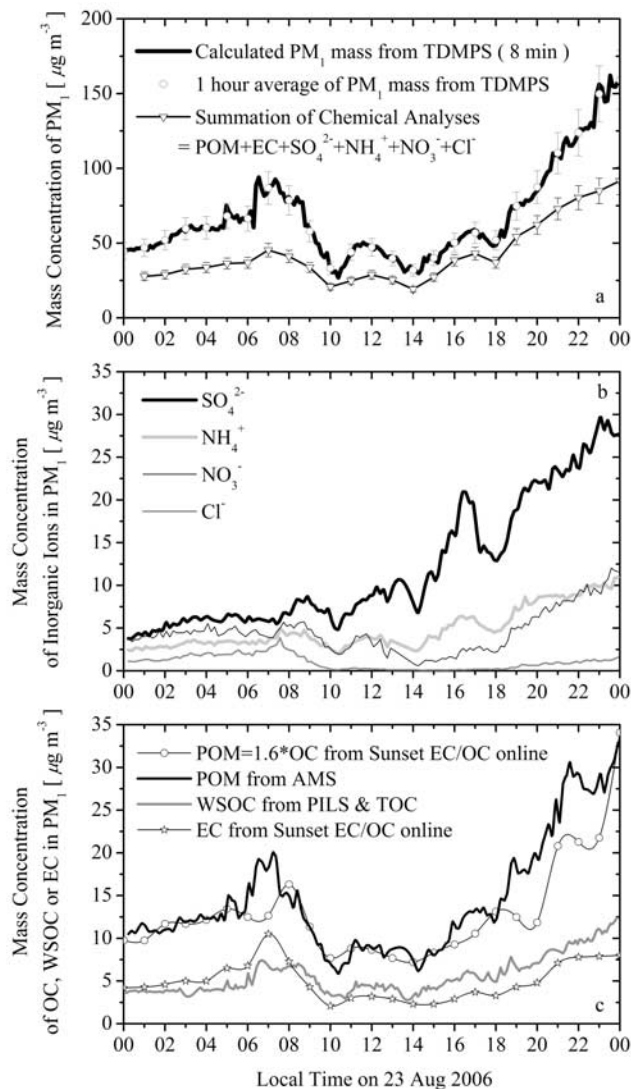 Mass Concentration of PM₁ [ µg m⁻³ ]
200
150
100
50
0
Calculated PM₁ mass from TDMPS ( 8 min )
1 hour average of PM₁ mass from TDMPS
Summation of Chemical Analyses
= POM+EC+SO₄²⁻+NH₄⁺+NO₃⁻+Cl⁻
a
00 02 04 06 08 10 12 14 16 18 20 22 00
Mass Concentration
of Inorganic Ions in PM₁ [ µg m⁻³ ]
35
30
25
20
15
10
5
0
SO₄²⁻
NH₄⁺
NO₃⁻
Cl⁻
b
00 02 04 06 08 10 12 14 16 18 20 22 00
Mass Concentration
of OC, WSOC or EC in PM₁ [ µg m⁻³ ]
35
30
25
20
15
10
5
0
POM=1.6*OC from Sunset EC/OC online
POM from AMS
WSOC from PILS & TOC
EC from Sunset EC/OC online
c
00 02 04 06 08 10 12 14 16 18 20 22 00
Local Time on 23 Aug 2006